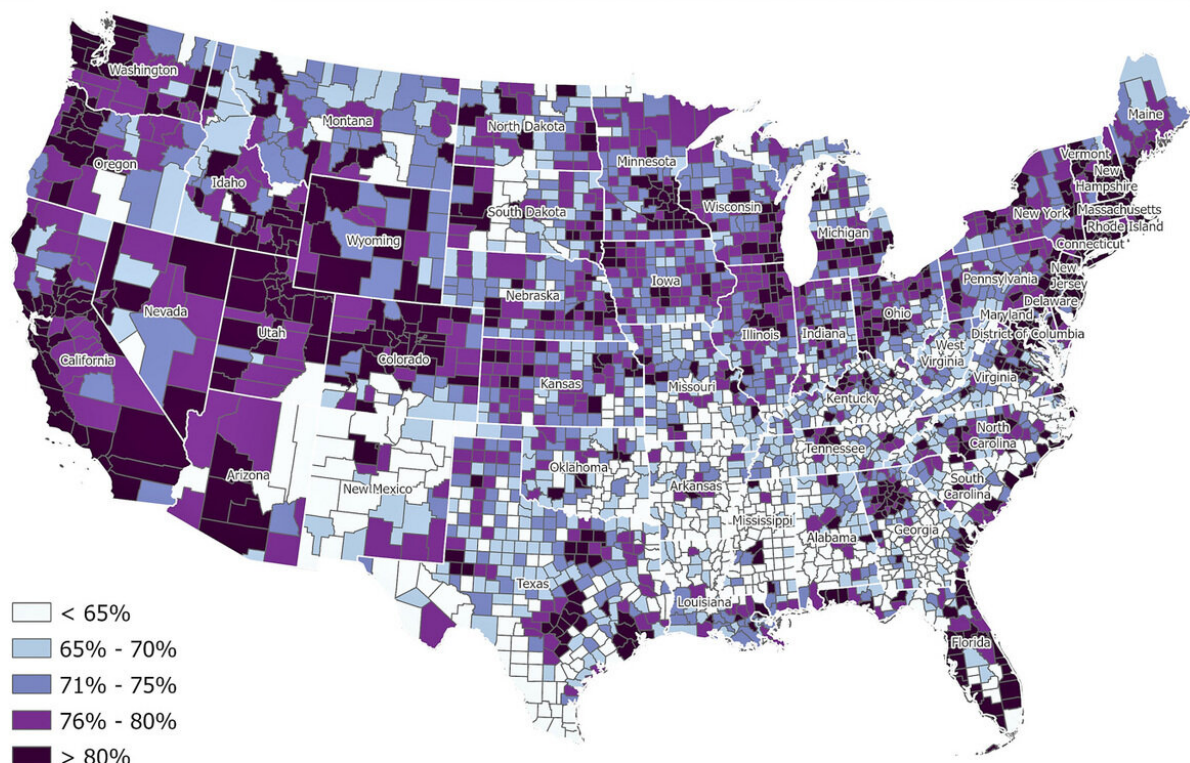 Washington
Montana
North Dakota
Minnesota
Maine
Oregon
Idaho
Vermont
New
Hampshire
South Dakota
Wisconsin
Michigan
New York
Massachusetts
Rhode Island
Connecticut
Wyoming
Iowa
Nebraska
Pennsylvania
New
Jersey
Delaware
Maryland
District of Columbia
Nevada
Utah
Illinois
Indiana
Ohio
West
Virginia
California
Colorado
Kansas
Missouri
Kentucky
Virginia
North
Carolina
Tennessee
Arizona
New Mexico
Oklahoma
Arkansas
South
Carolina
Mississippi
Alabama
Georgia
Texas
Louisiana
Florida
< 65%
65% - 70%
71% - 75%
76% - 80%
> 80%